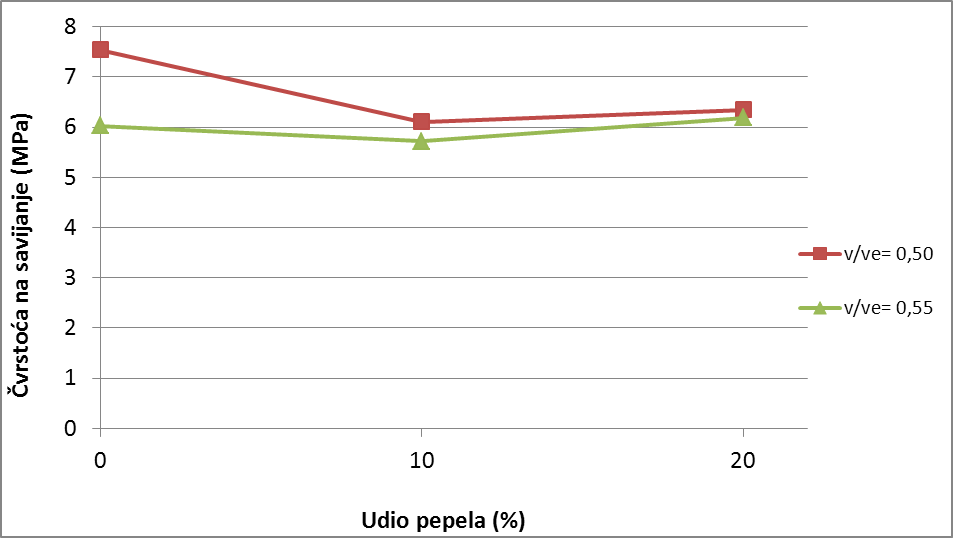 Čvrstoća na savijanje (MPa)
8
7
6
5
4
3
2
1
0
0 10 20
Udio pepela (%)
v/ve= 0,50
v/ve= 0,55